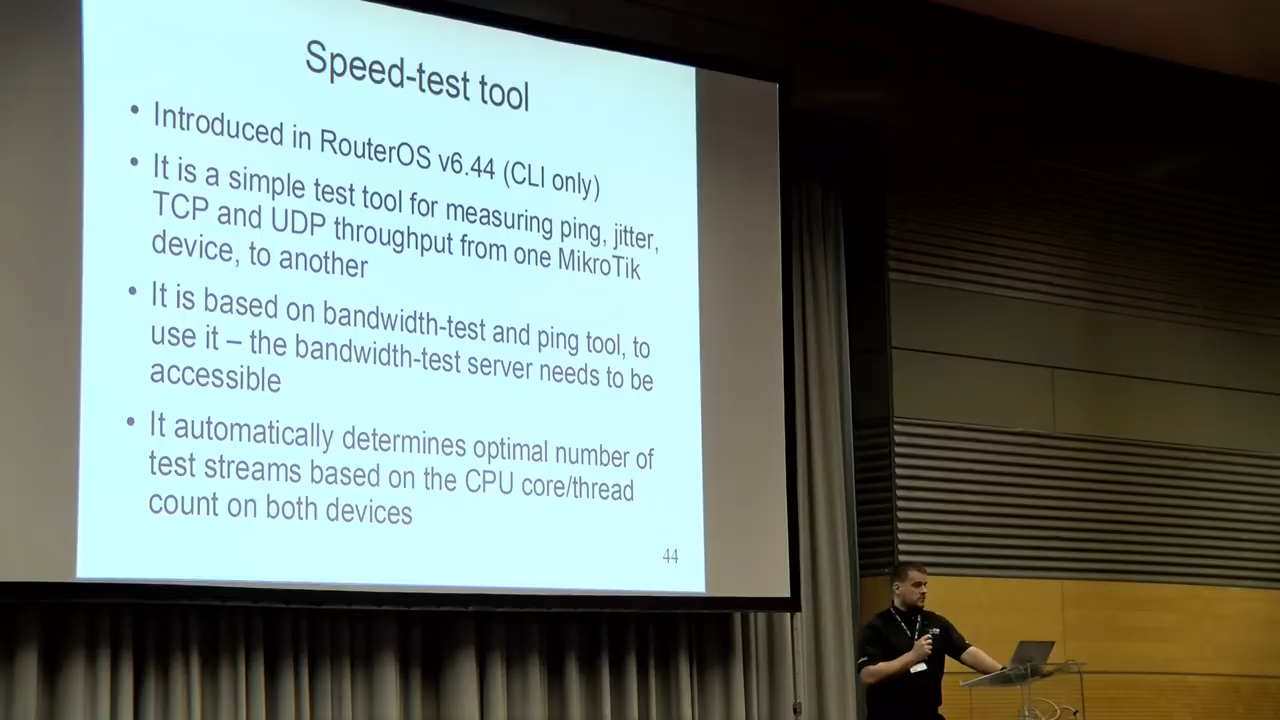 Speed-test tool
• Introduced in RouterOS v6.44 (CLI only)
• It is a simple test tool for measuring ping, jitter,
TCP and UDP throughput from one MikroTik
device, to another
• It is based on bandwidth-test and ping tool, to
use it – the bandwidth-test server needs to be
accessible
• It automatically determines optimal number of
test streams based on the CPU core/thread
count on both devices
44